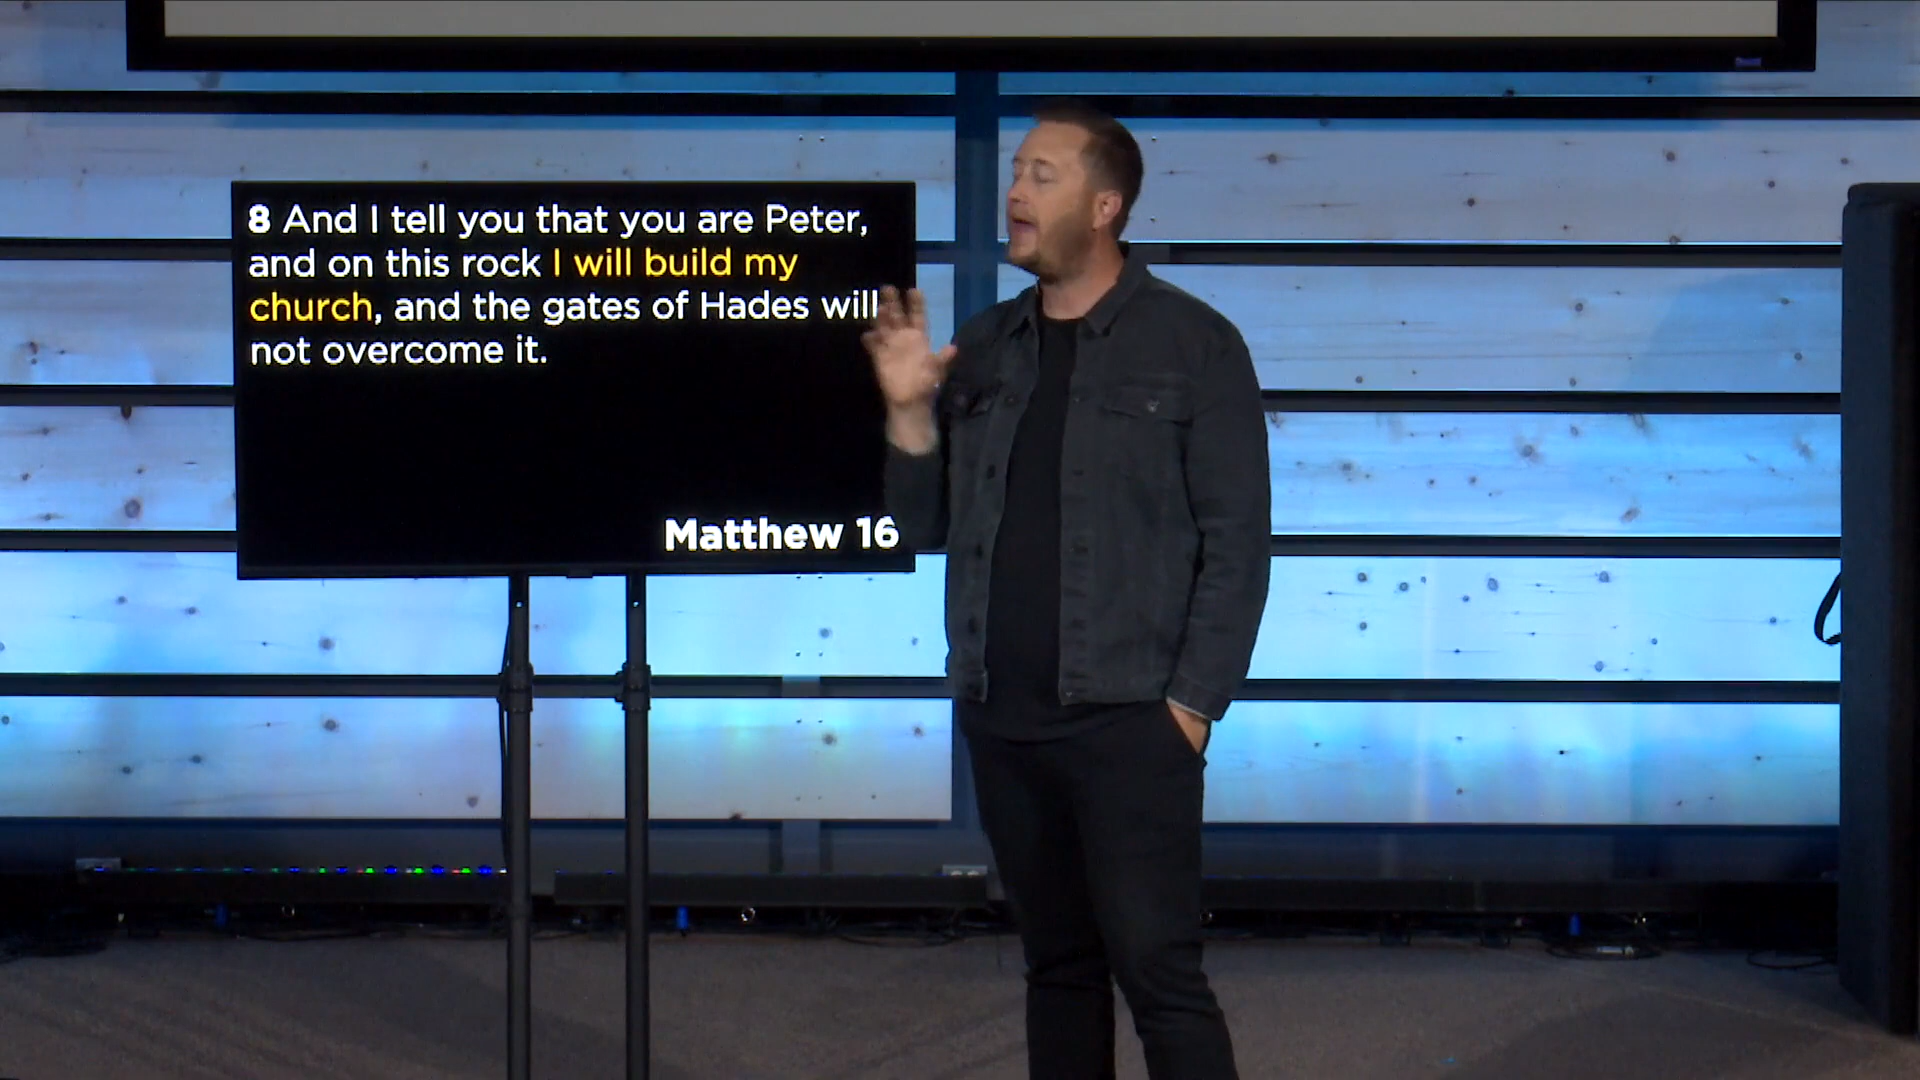 8 And I tell you that you are Peter,
and on this rock I will build my
church, and the gates of Hades will
not overcome it.
Matthew 16